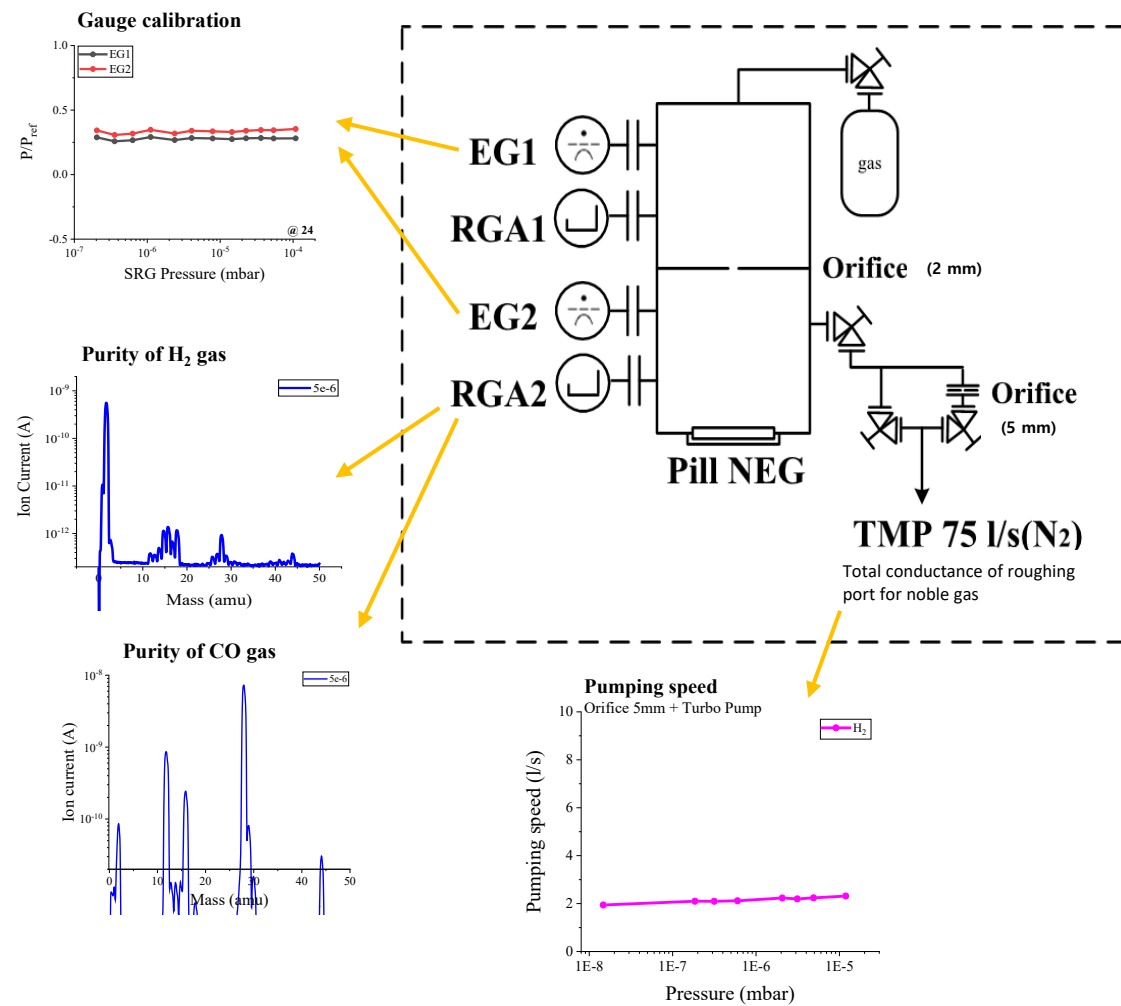 Gauge calibration
1.0
EG1
EG2
0.5
P/Pref
0.0
@ 24
-0.5
10-7
10-6
10-5
10-4
SRG Pressure (mbar)
EG1
RGA1
EG2
RGA2
gas
Orifice (2 mm)
Orifice
(5 mm)
Pill NEG
TMP 75 l/s(N2)
Total conductance of roughing
port for noble gas
Purity of H2 gas
10-9
5e-6
10-10
Ion Current (A)
10-11
10-12
0
10
20
30
40
50
Mass (amu)
Purity of CO gas
10-8
5e-6
10-9
Ion current (A)
10-10
0
10
20
30
40
50
Mass (amu)
Pumping speed
Orifice 5mm + Turbo Pump
10
H2
8
6
Pumping speed (l/s)
4
2
0
1E-8
1E-7
1E-6
1E-5
Pressure (mbar)